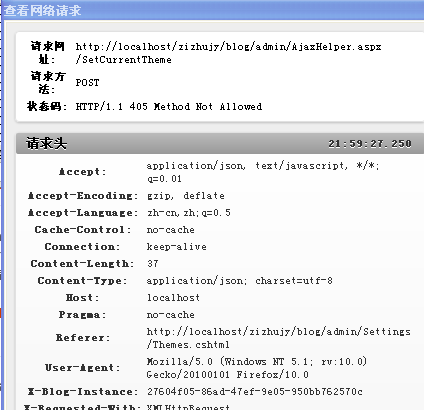 查看网络请求
请求网址: http://localhost/zizhujy/blog/admin/AjaxHelper.aspx
/SetCurrentTheme
请求方法: POST
状态码: HTTP/1.1 405 Method Not Allowed
请求头 21:59:27.250
Accept: application/json, text/javascript, */*;
q=0.01
Accept-Encoding: gzip, deflate
Accept-Language: zh-cn,zh;q=0.5
Cache-Control: no-cache
Connection: keep-alive
Content-Length: 37
Content-Type: application/json; charset=utf-8
Host: localhost
Pragma: no-cache
Referer: http://localhost/zizhujy/blog/admin/Settings
/Themes.cshtml
User-Agent: Mozilla/5.0 (Windows NT 5.1; rv:10.0)
Gecko/20100101 Firefox/10.0
X-Blog-Instance: 27604f05-86ad-47ef-9e05-950bb762570c
X-Requested-With: XMLHttpRequest